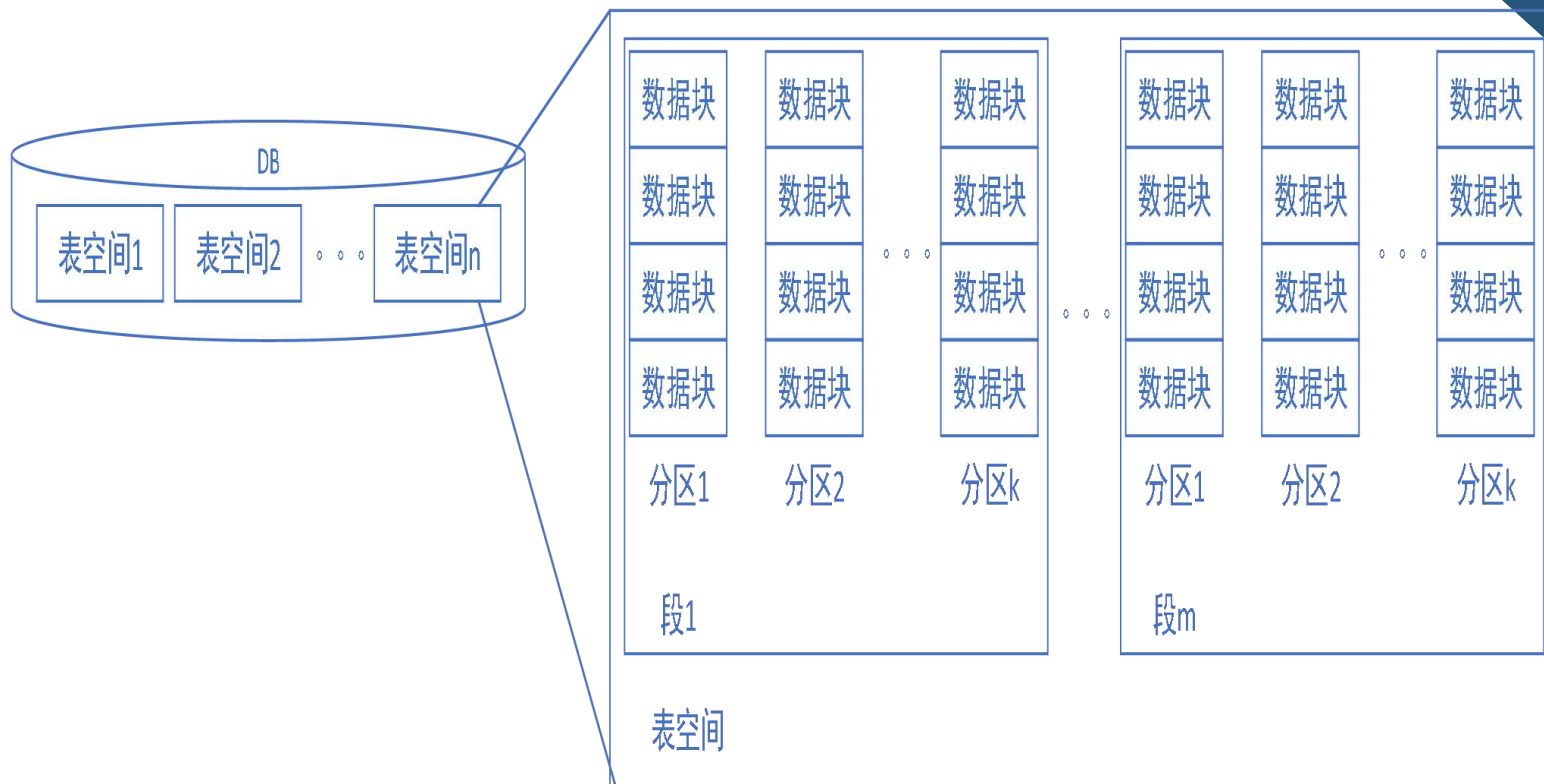 DB
表空间1 表空间2 。。。 表空间n
数据块 数据块 数据块
数据块 数据块 数据块
。。。
数据块 数据块 数据块
数据块 数据块 数据块
分区1 分区2 分区k
段1
。。。
数据块 数据块 数据块
数据块 数据块 数据块
。。。
数据块 数据块 数据块
数据块 数据块 数据块
分区1 分区2 分区k
段m
表空间